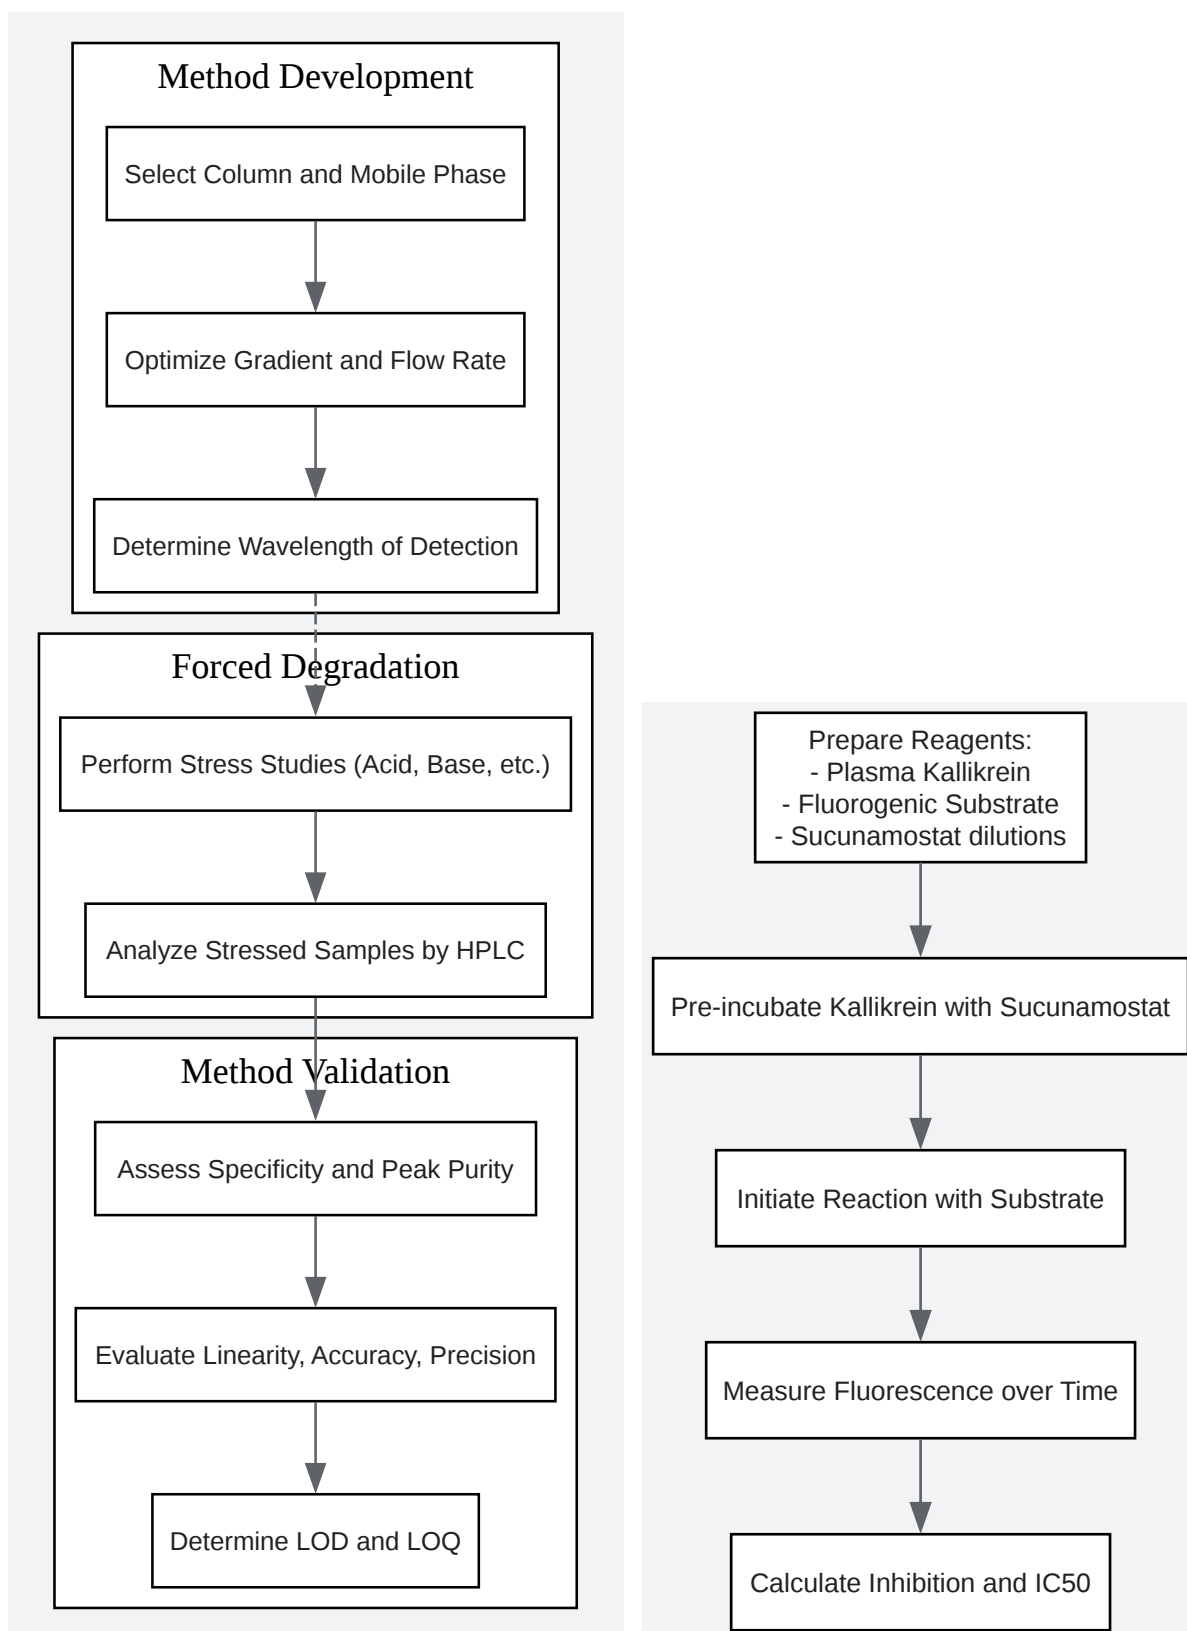 Method Development
Select Column and Mobile Phase
Optimize Gradient and Flow Rate
Determine Wavelength of Detection
Forced Degradation
Perform Stress Studies (Acid, Base, etc.)
Analyze Stressed Samples by HPLC
Method Validation
Assess Specificity and Peak Purity
Evaluate Linearity, Accuracy, Precision
Determine LOD and LOQ
Prepare Reagents:
- Plasma Kallikrein
- Fluorogenic Substrate
- Sucunamostat dilutions
Pre-incubate Kallikrein with Sucunamostat
Initiate Reaction with Substrate
Measure Fluorescence over Time
Calculate Inhibition and IC50